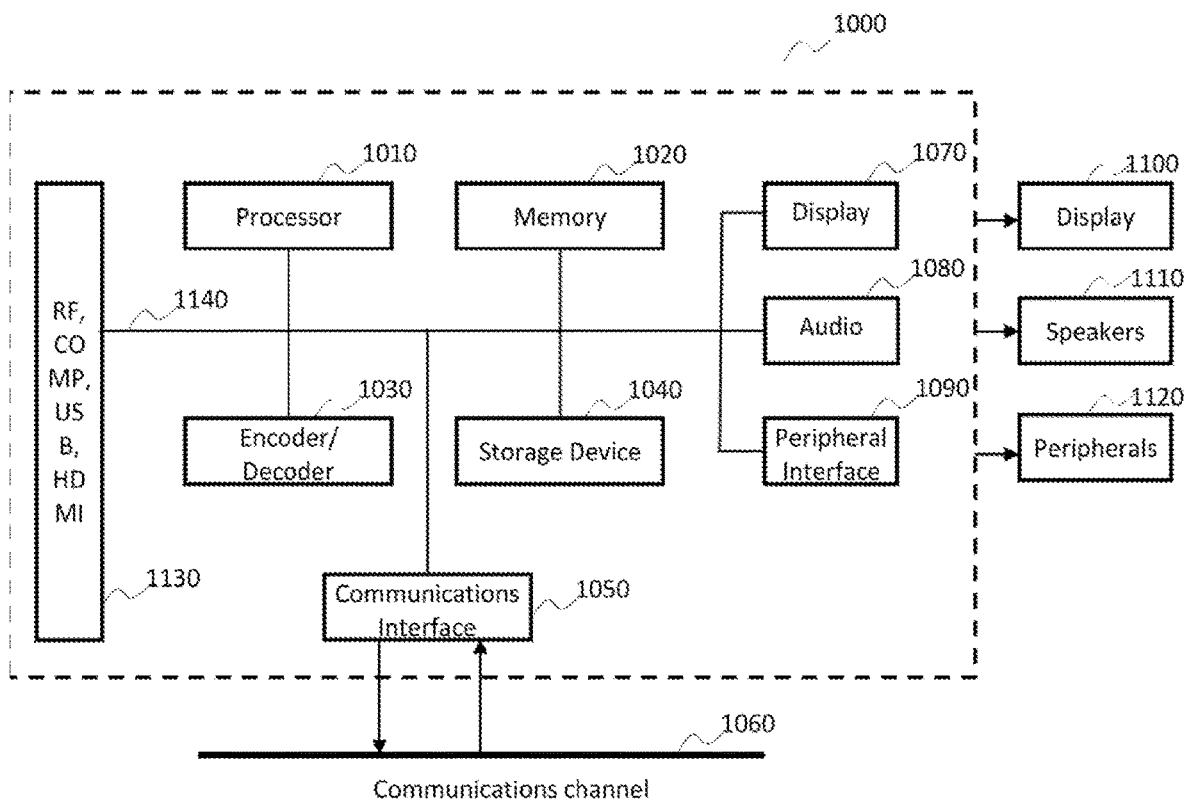 1000
1010
1020
1070
1100
Processor
Memory
Display
Display
1140
1080
1110
RF,
CO
MP,
US
B,
HD
MI
Audio
Speakers
1030
1040
1090
1120
Encoder/
Decoder
Storage Device
Peripheral
Interface
Peripherals
1130
Communications
Interface
1050
1060
Communications channel